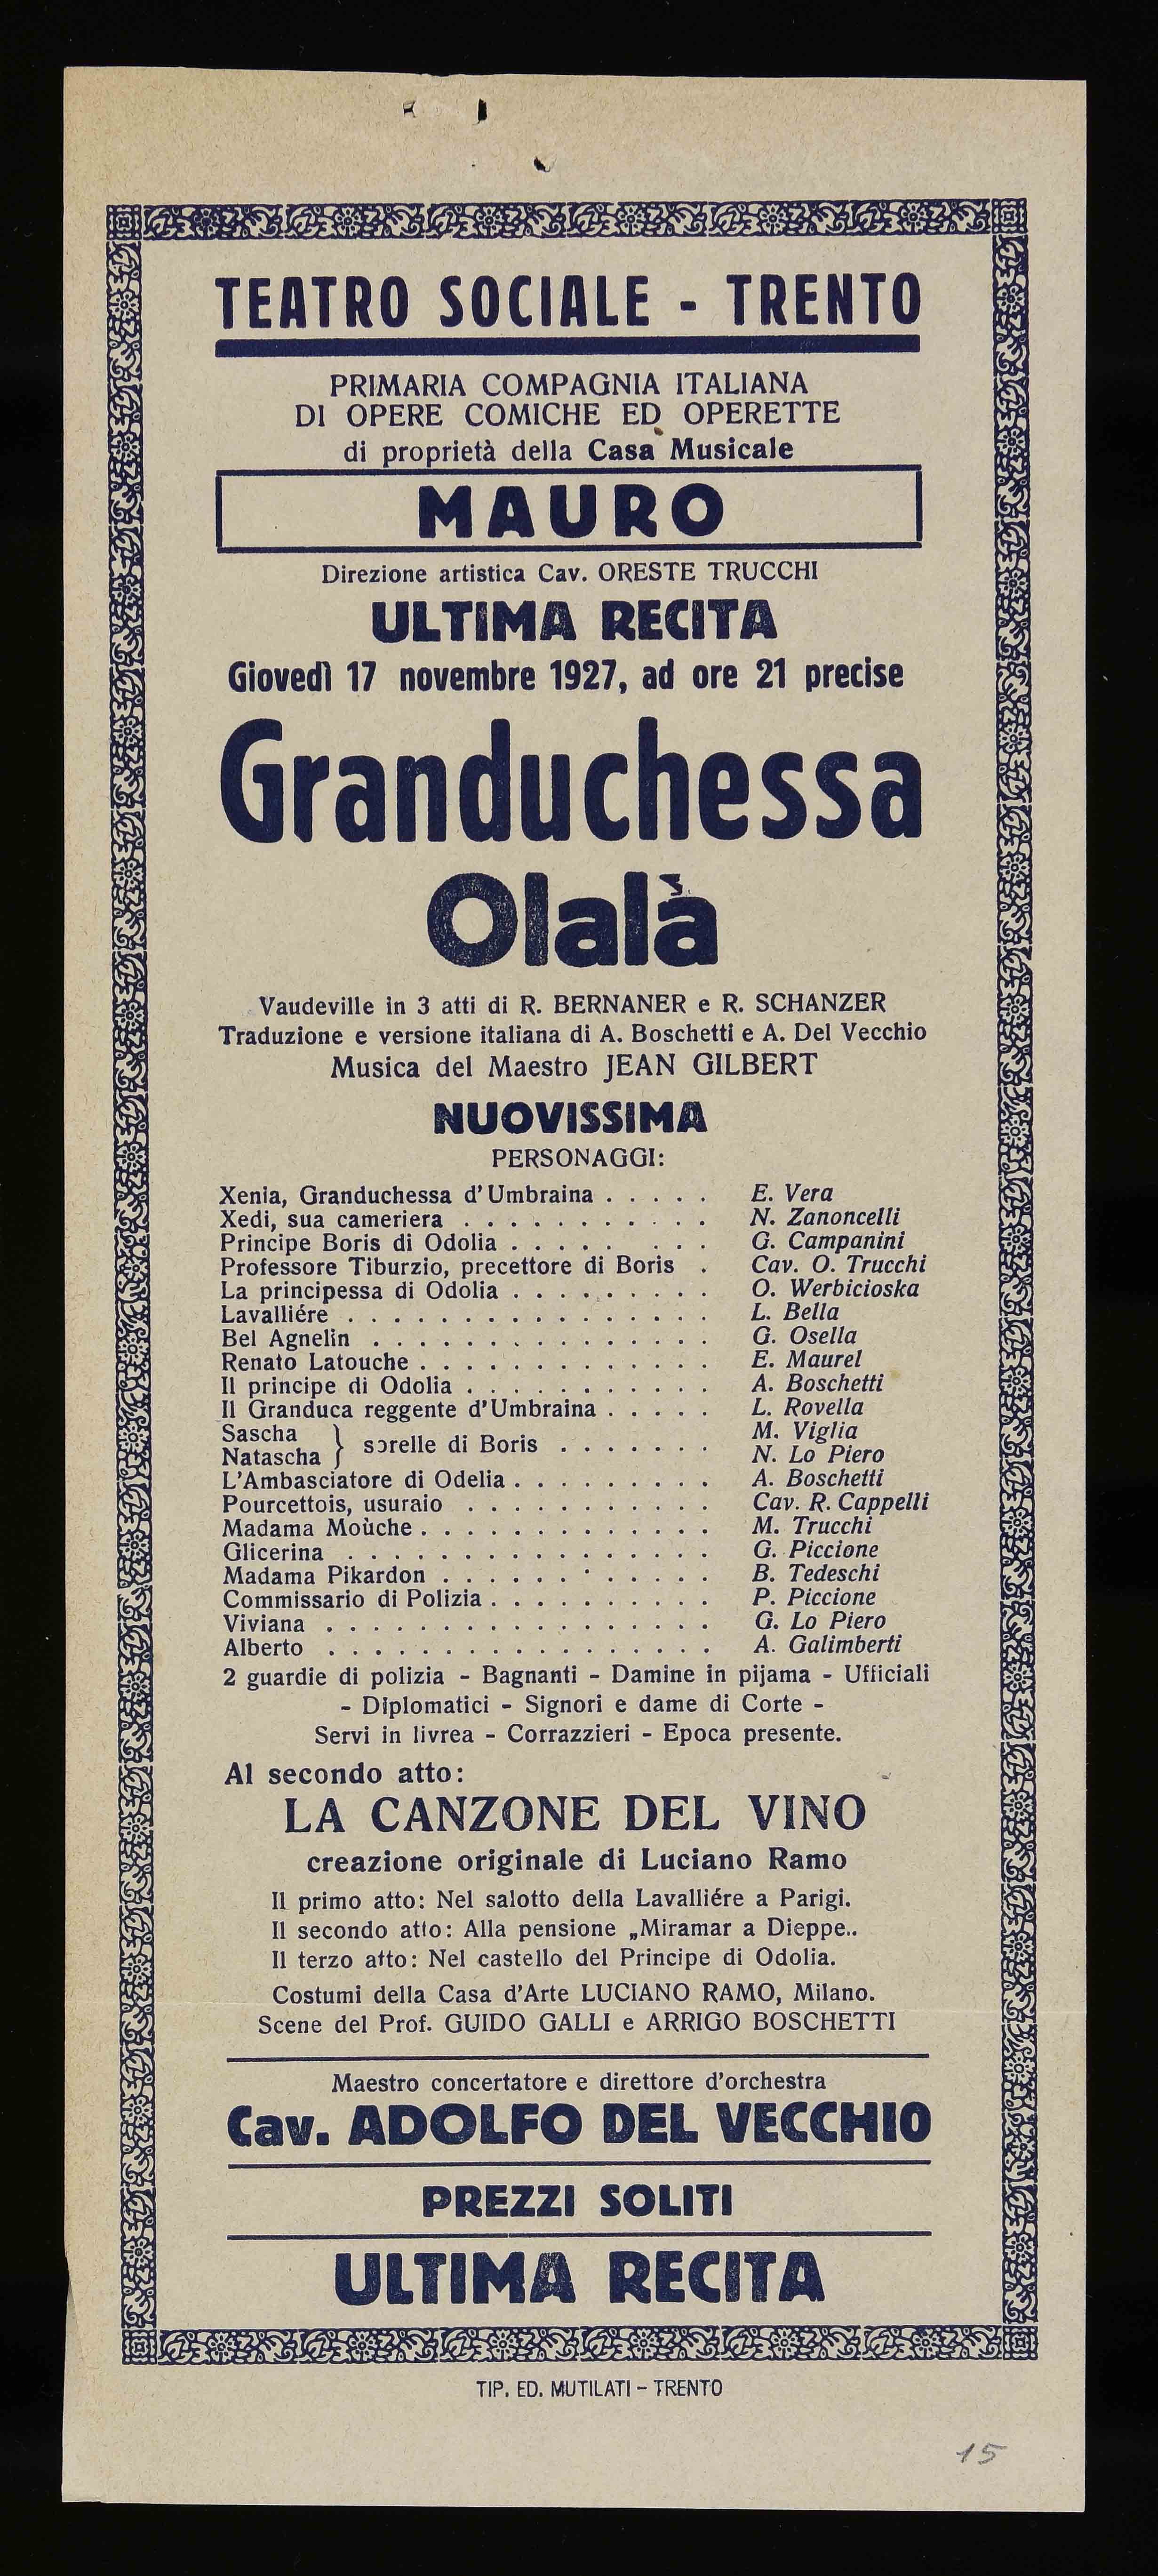 TEATRO SOCIALE - TRENTO
PRIMARIA COMPAGNIA ITALIANA
DI OPERE COMICHE ED OPERETTE
di proprietà della Casa Musicale
MAURO
Direzione artistica Cav. ORESTE TRUCCHI
ULTIMA RECITA
Giovedì 17 novembre 1927, ad ore 21 precise
Granduchessa
Olalà
Vaudeville in 3 atti di R. BERNANER e R. SCHANZER
Traduzione e versione italiana di A. Boschetti e A. Del Vecchio
Musica del Maestro JEAN GILBERT
NUOVISSIMA
PERSONAGGI:
Xenia, Granduchessa d'Umbraina . . . . . E. Vera
Xedi, sua cameriera . . . . . . . . . . . N. Zanoncelli
Principe Boris di Odolia . . . . . . . . G. Campanini
Professore Tiburzio, precettore di Boris . Cav. O. Trucchi
La principessa di Odolia . . . . . . . . . O. Werbicioska
Lavalliére . . . . . . . . . . . . . . . . L. Bella
Bel Agnelin . . . . . . . . . . . . . . . G. Osella
Renato Latouche . . . . . . . . . . . . . E. Maurel
Il principe di Odolia . . . . . . . . . . . A. Boschetti
Il Granduca reggente d'Umbraina . . . . . L. Rovella
Sascha } sorelle di Boris . . . . . . . M. Viglia
Natascha N. Lo Piero
L'Ambasciatore di Odelia . . . . . . . . . A. Boschetti
Pourcettois, usuraio . . . . . . . . . . . Cav. R. Cappelli
Madama Moùche . . . . . . . . . . . . . M. Trucchi
Glicerina . . . . . . . . . . . . . . . . G. Piccione
Madama Pikardon . . . . . . . . . . . . B. Tedeschi
Commissario di Polizia . . . . . . . . . . P. Piccione
Viviana . . . . . . . . . . . . . . . . . G. Lo Piero
Alberto . . . . . . . . . . . . . . . . . A. Galimberti
2 guardie di polizia - Bagnanti - Damine in pijama - Ufficiali
- Diplomatici - Signori e dame di Corte -
Servi in livrea - Corrazzieri - Epoca presente.
Al secondo atto:
LA CANZONE DEL VINO
creazione originale di Luciano Ramo
Il primo atto: Nel salotto della Lavalliére a Parigi.
Il secondo atto: Alla pensione „Miramar a Dieppe..
Il terzo atto: Nel castello del Principe di Odolia.
Costumi della Casa d'Arte LUCIANO RAMO, Milano.
Scene del Prof. GUIDO GALLI e ARRIGO BOSCHETTI
Maestro concertatore e direttore d'orchestra
Cav. ADOLFO DEL VECCHIO
PREZZI SOLITI
ULTIMA RECITA
TIP. ED. MUTILATI - TRENTO
15